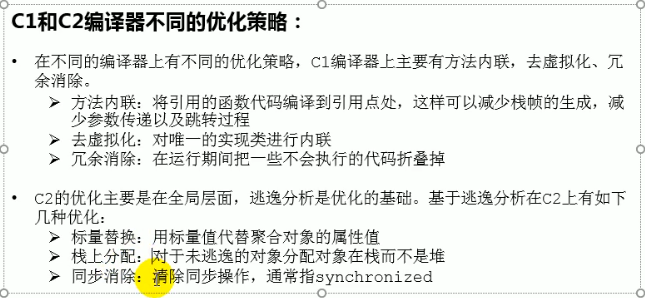 C1和C2编译器不同的优化策略：
• 在不同的编译器上有不同的优化策略，C1编译器上主要有方法内联，去虚拟化、冗
余消除。
➢ 方法内联：将引用的函数代码编译到引用点处，这样可以减少栈帧的生成，减
少参数传递以及跳转过程
➢ 去虚拟化：对唯一的实现类进行内联
➢ 冗余消除：在运行期间把一些不会执行的代码折叠掉
• C2的优化主要是在全局层面，逃逸分析是优化的基础。基于逃逸分析在C2上有如下
几种优化：
➢ 标量替换：用标量值代替聚合对象的属性值
➢ 栈上分配：对于未逃逸的对象分配对象在栈而不是堆
➢ 同步消除：清除同步操作，通常指synchronized